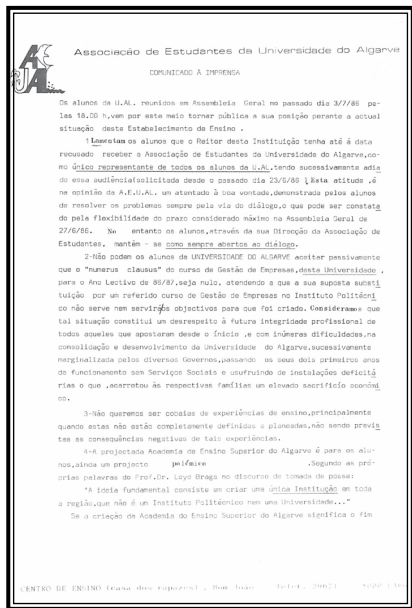 AEUAL
Associação de Estudantes da Universidade do Algarve
COMUNICADO À IMPRENSA
Os alunos da U.AL. reunidos em Assembleia Geral no passado dia 3/7/86 pe-
las 18.00 h,vem por este meio tornar pública a sua posição perante a actual
situação deste Estabelecimento de Ensino .
1 Lamentam os alunos que o Reitor desta Instituição tenha até á data
recusado receber a Associação de Estudantes da Universidade do Algarve,co-
mo único representante de todos os alunos da U.AL,tendo sucessivamente adia
do essa audiência(solicitada desde o passado dia 23/6/86 ).Esta atitude ,é
na opinião da A.E.U.AL. um atentado à boa vontade,demonstrada pelos alunos
de resolver os problemas sempre pela via do diálogo,o que pode ser constata
do pela flexibilidade do prazo considerado máximo na Assembleia Geral de
27/6/86. No entanto os alunos,através da sua Direcção da Associação de
Estudantes, mantêm - se como sempre abertos ao diálogo.
2-Não podem os alunos da UNIVERSIDADE DO ALGARVE aceitar passivamente
que o "numerus clausus" do curso de Gestão de Empresas,desta Universidade ,
para o Ano Lectivo de 86/87,seja nulo, atendendo a que a sua suposta substi
tuição por um referido curso de Gestão de Empresas no Instituto Politécni
co não serve nem servirá os objectivos para que foi criado. Consideramos que
tal situação constitui um desrespeito à futura integridade profissional de
todos aqueles que apostaram desde o início ,e com inúmeras dificuldades,na
consolidação e desenvolvimento da Universidade do Algarve,sucessivamente
marginalizada pelos diversos Governos,passando os seus dois primeiros anos
de funcionamento sem Serviços Sociais e usufruindo de instalações deficitá
rias o que ,acarretou às respectivas famílias um elevado sacrifício económi
co.
3-Não queremos ser cobaias de experiências de ensino,principalmente
quando estas não estão completamente definidas e planeadas,não sendo previs
tas as consequências negativas de tais experiências.
4-A projectada Academia de Ensino Superior do Algarve é para os alu-
nos,ainda um projecto polémico .Segundo as pró-
prias palavras do Prof.Dr. Loyd Braga no discurso de tomada de posse:
"A ideia fundamental consiste em criar uma única Instituição em toda
a região,que não é um Instituto Politécnico nem uma Universidade..."
Se a criação da Academia do Ensino Superior do Algarve significa o fim
CENTRO DE ENSINO (casa dos rapazes) , Bom João Telef.